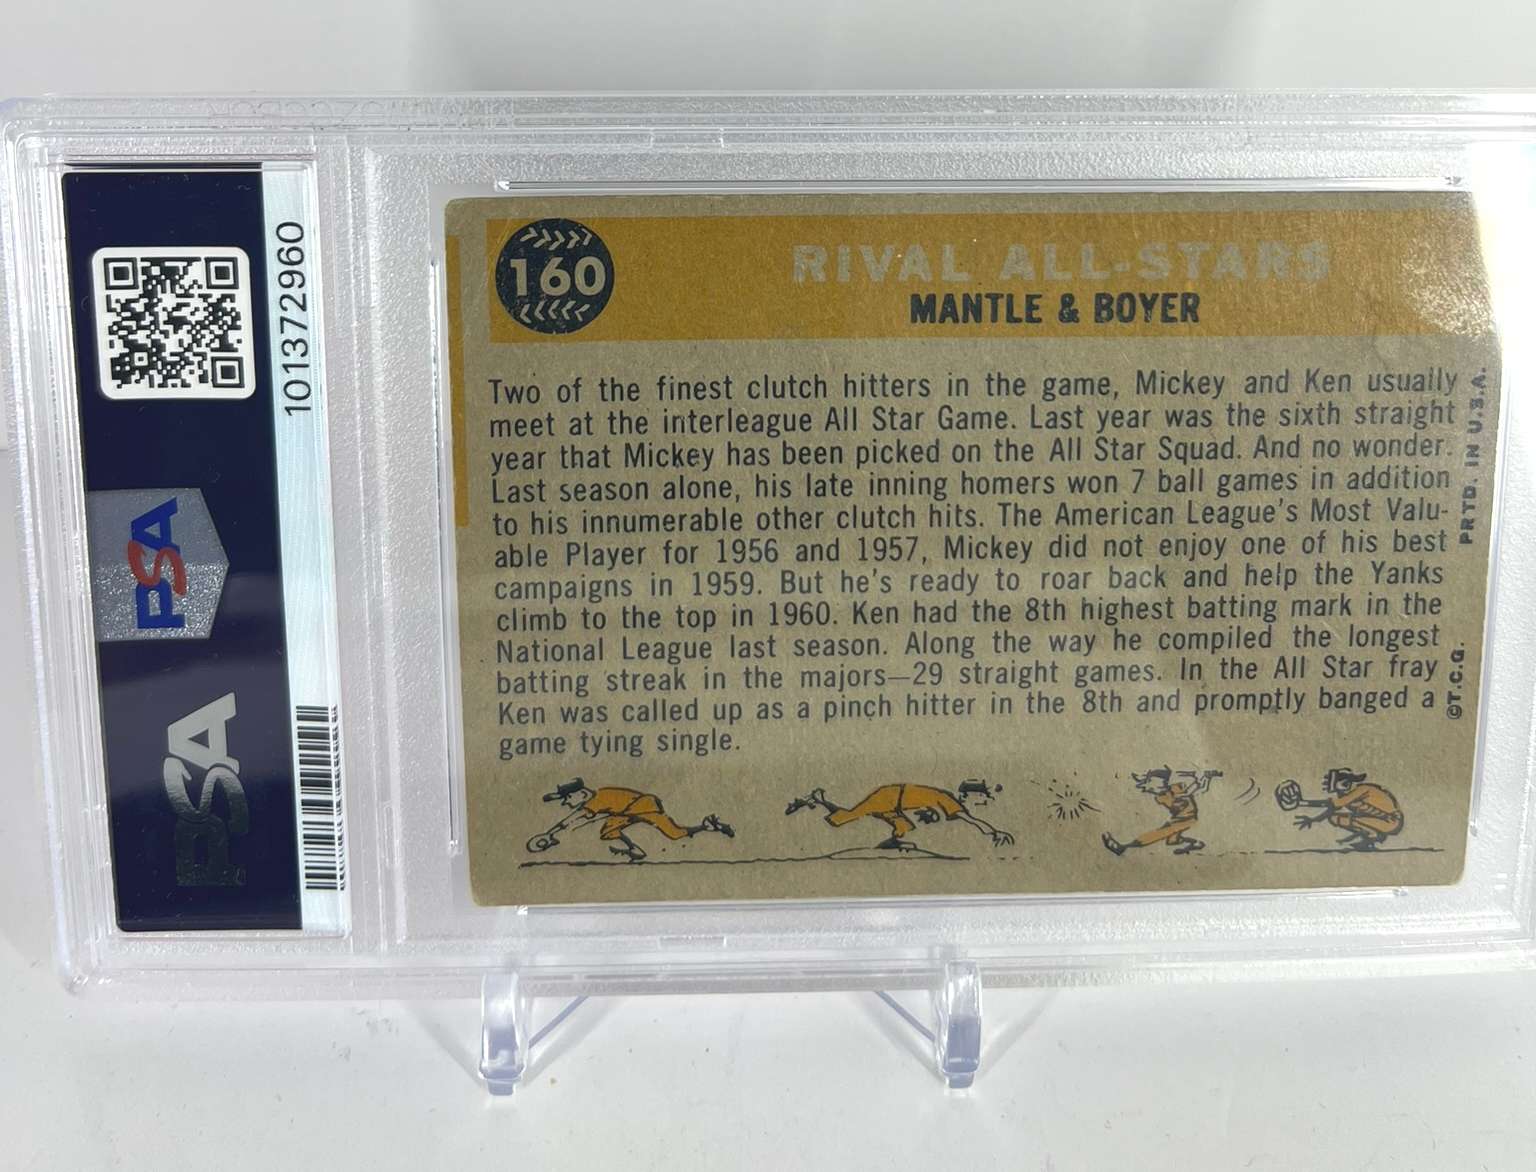 101372960
PSA
PSA
160
RIVAL ALL-STARS
MANTLE & BOYER
Two of the finest clutch hitters in the game, Mickey and Ken usually
meet at the interleague All Star Game. Last year was the sixth straight
year that Mickey has been picked on the All Star Squad. And no wonder.
Last season alone, his late inning homers won 7 ball games in addition
to his innumerable other clutch hits. The American League's Most Valu-
able Player for 1956 and 1957, Mickey did not enjoy one of his best
campaigns in 1959. But he's ready to roar back and help the Yanks
climb to the top in 1960. Ken had the 8th highest batting mark in the
National League last season. Along the way he compiled the longest
batting streak in the majors—29 straight games. In the All Star fray
Ken was called up as a pinch hitter in the 8th and promptly banged a
game tying single.
©T.C.G. PRTD. IN U.S.A.